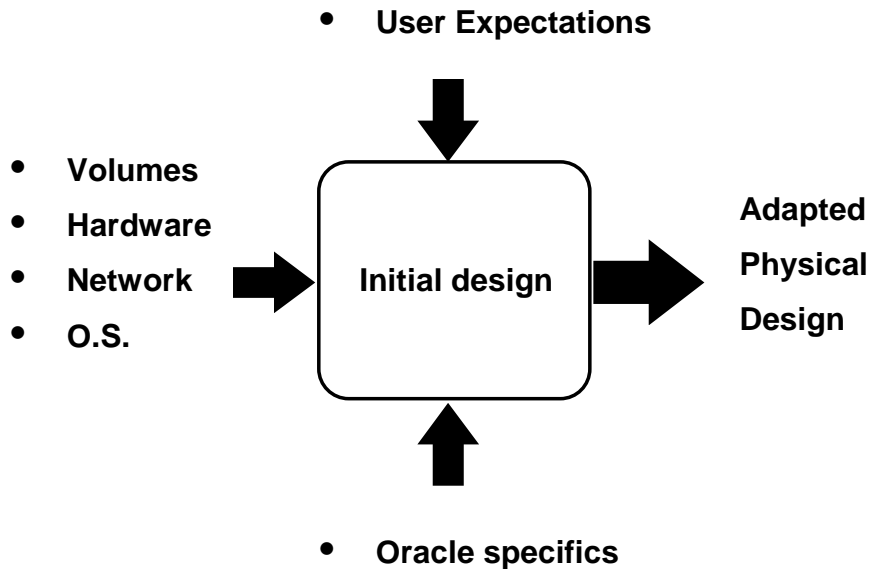 • User Expectations
• Volumes
• Hardware
• Network
• O.S.
Initial design
Adapted
Physical
Design
• Oracle specifics